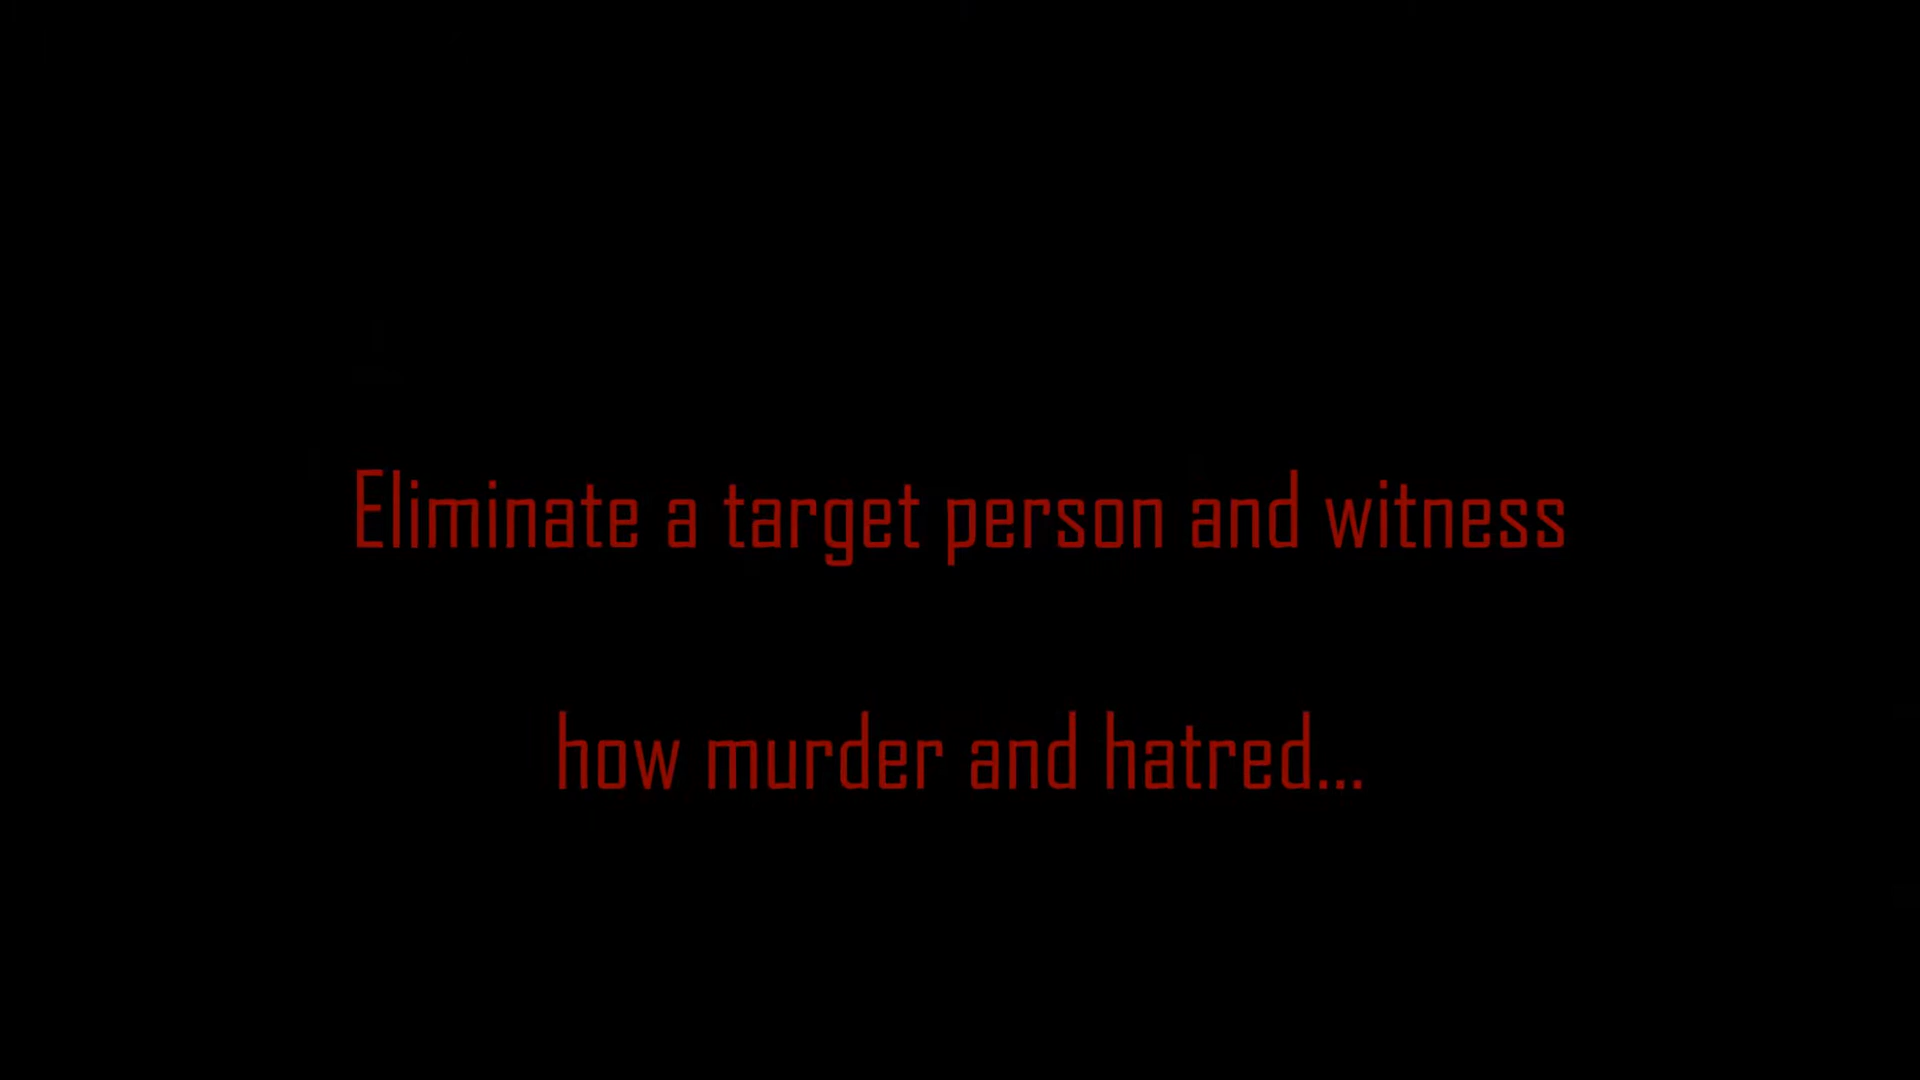 Eliminate a target person and witness
how murder and hatred...